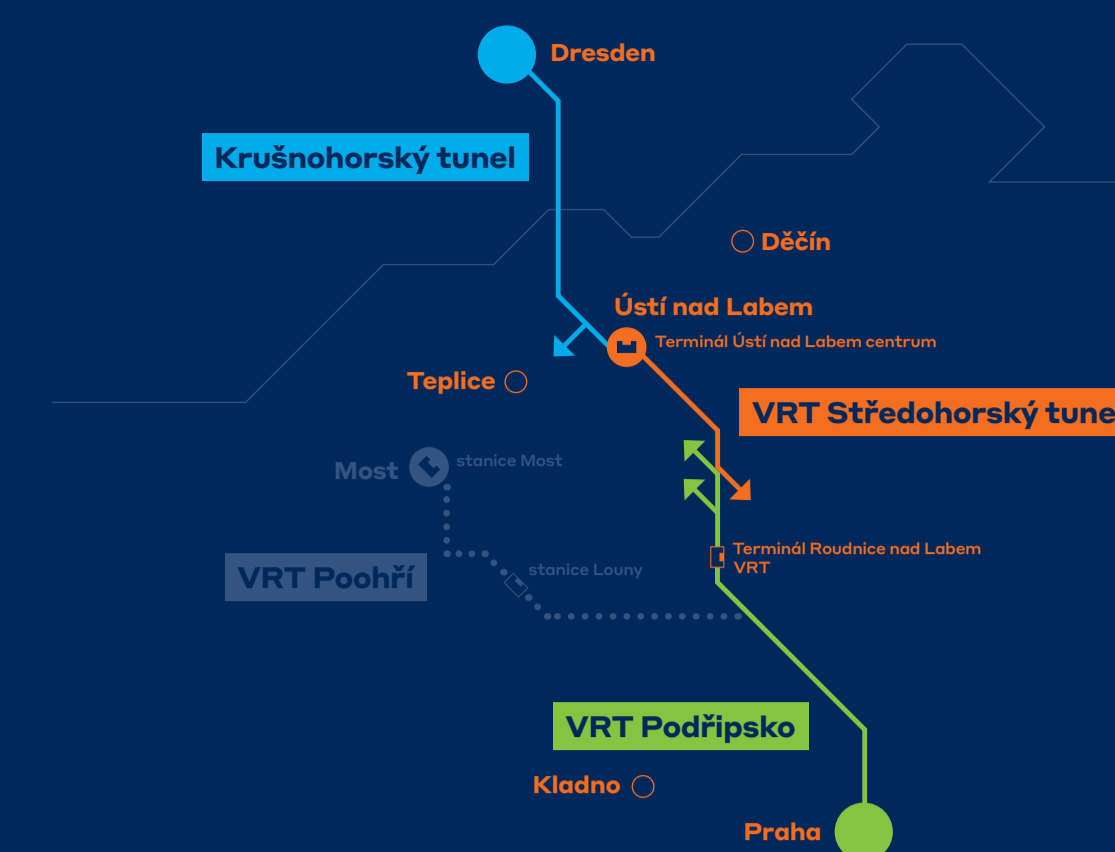 Dresden
Krušnohorský tunel
Děčín
Ústí nad Labem
Terminál Ústí nad Labem centrum
Teplice
VRT Středohorský tune
Most
stanice Most
Terminál Roudnice nad Labem
VRT
VRT Poohří
stanice Louny
VRT Podřipsko
Kladno
Praha